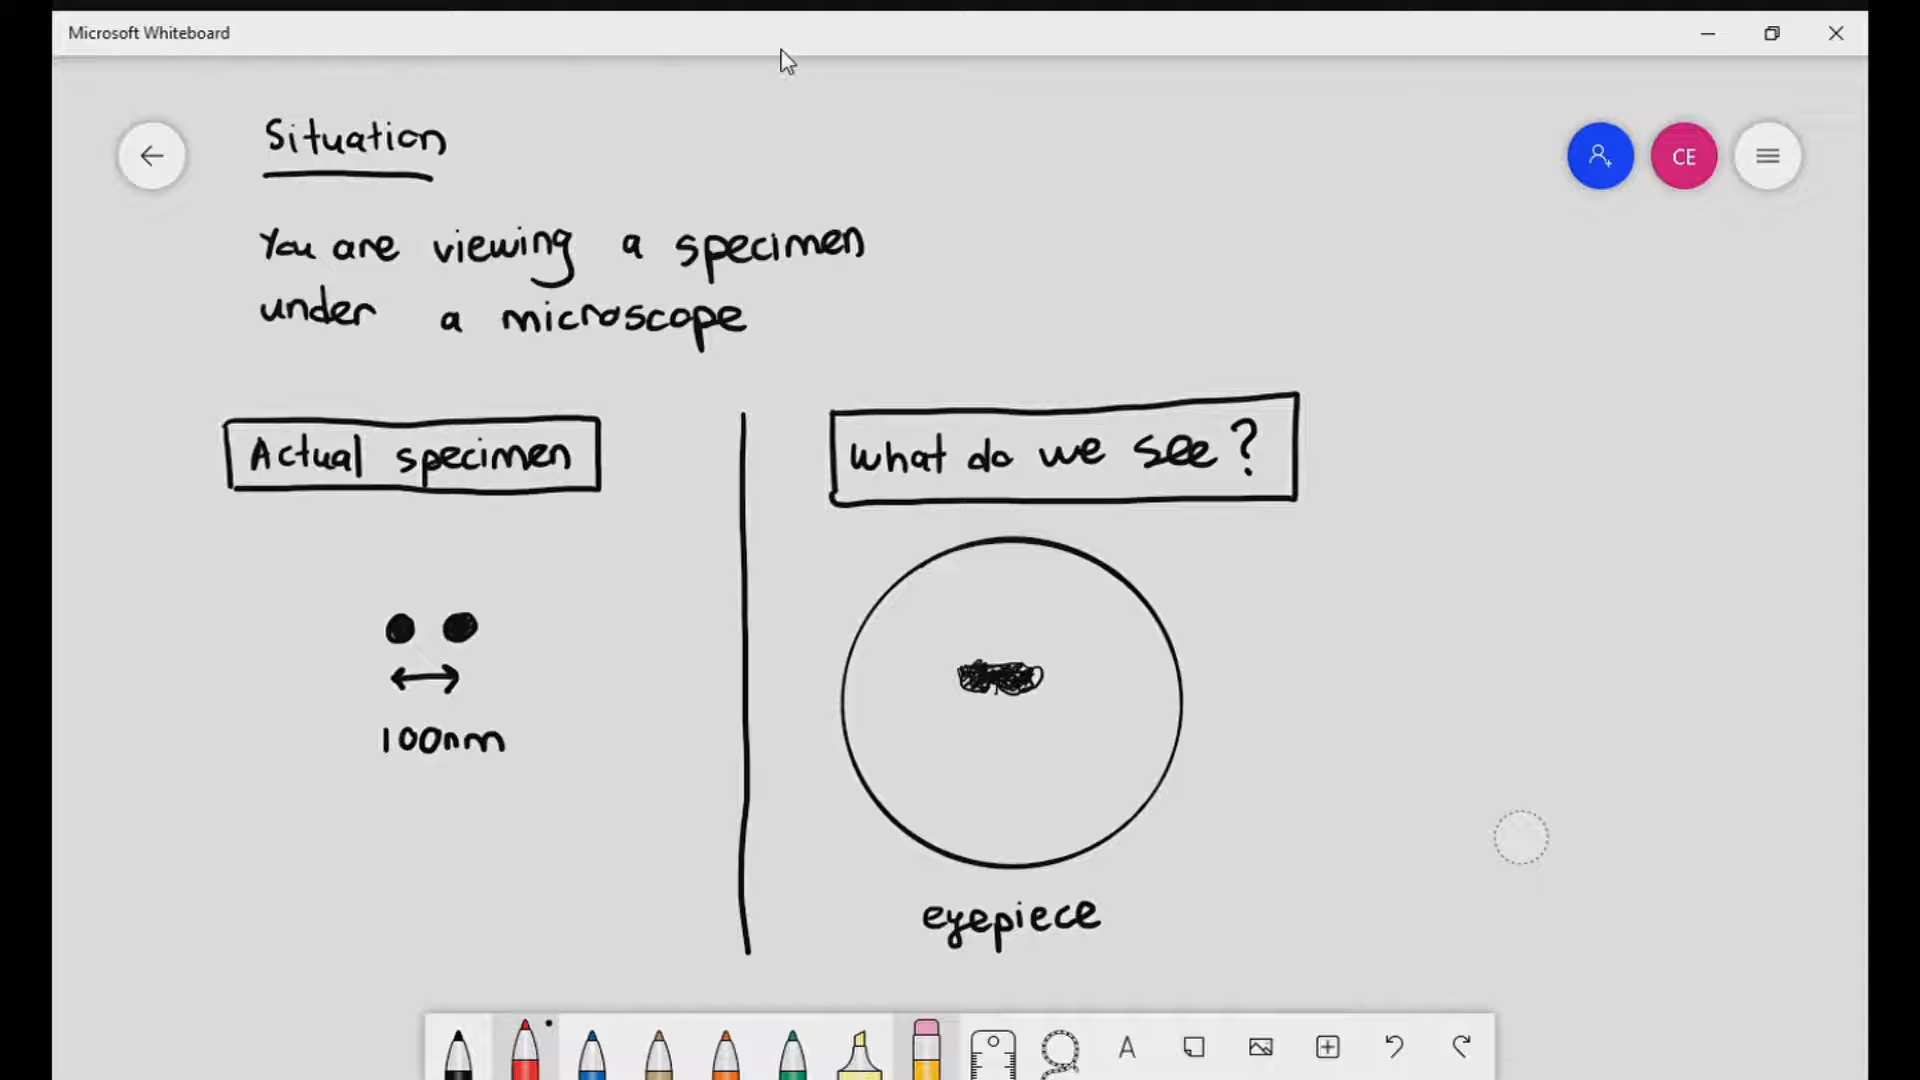 Microsoft Whiteboard
Situation
CE
You are viewing a specimen
under a microscope
Actual specimen
What do we see?
100nm
eyepiece
A